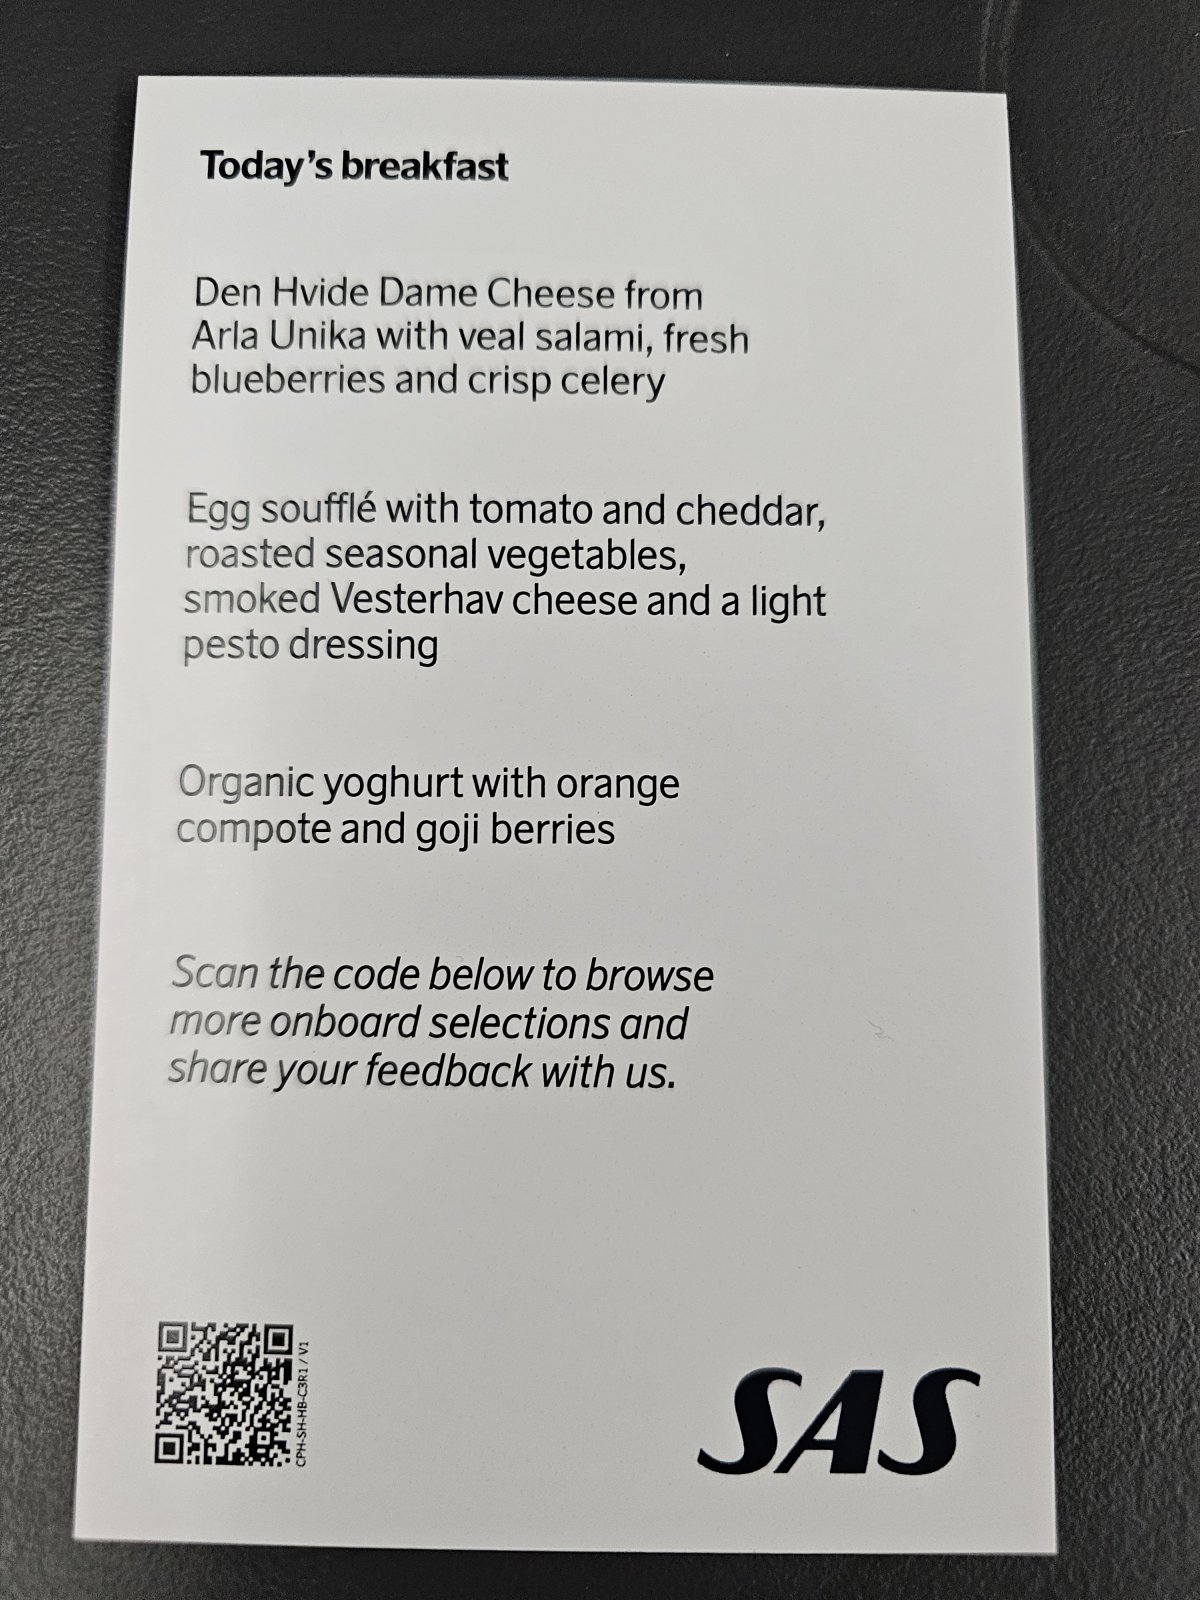 Today's breakfast
Den Hvide Dame Cheese from
Arla Unika with veal salami, fresh
blueberries and crisp celery
Egg soufflé with tomato and cheddar,
roasted seasonal vegetables,
smoked Vesterhav cheese and a light
pesto dressing
Organic yoghurt with orange
compote and goji berries
Scan the code below to browse
more onboard selections and
share your feedback with us.
CPH-SH-HB-C3R1 / V1
SAS